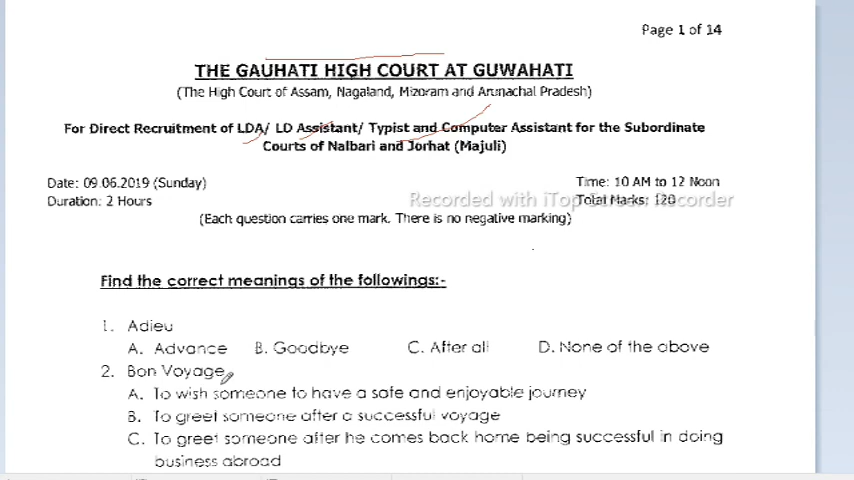 Page 1 of 14
THE GAUHATI HIGH COURT AT GUWAHATI
(The High Court of Assam, Nagaland, Mizoram and Arunachal Pradesh)
For Direct Recruitment of LDA/ LD Assistant/ Typist and Computer Assistant for the Subordinate
Courts of Nalbari and Jorhat (Majuli)
Date: 09.06.2019 (Sunday) Time: 10 AM to 12 Noon
Recorded with iTop Screen Recorder
Duration: 2 Hours Total Marks: 120
(Each question carries one mark. There is no negative marking)
Find the correct meanings of the followings:-
1. Adieu
A. Advance B. Goodbye C. After all D. None of the above
2. Bon Voyage
A. To wish someone to have a safe and enjoyable journey
B. To greet someone after a successful voyage
C. To greet someone after he comes back home being successful in doing
business abroad